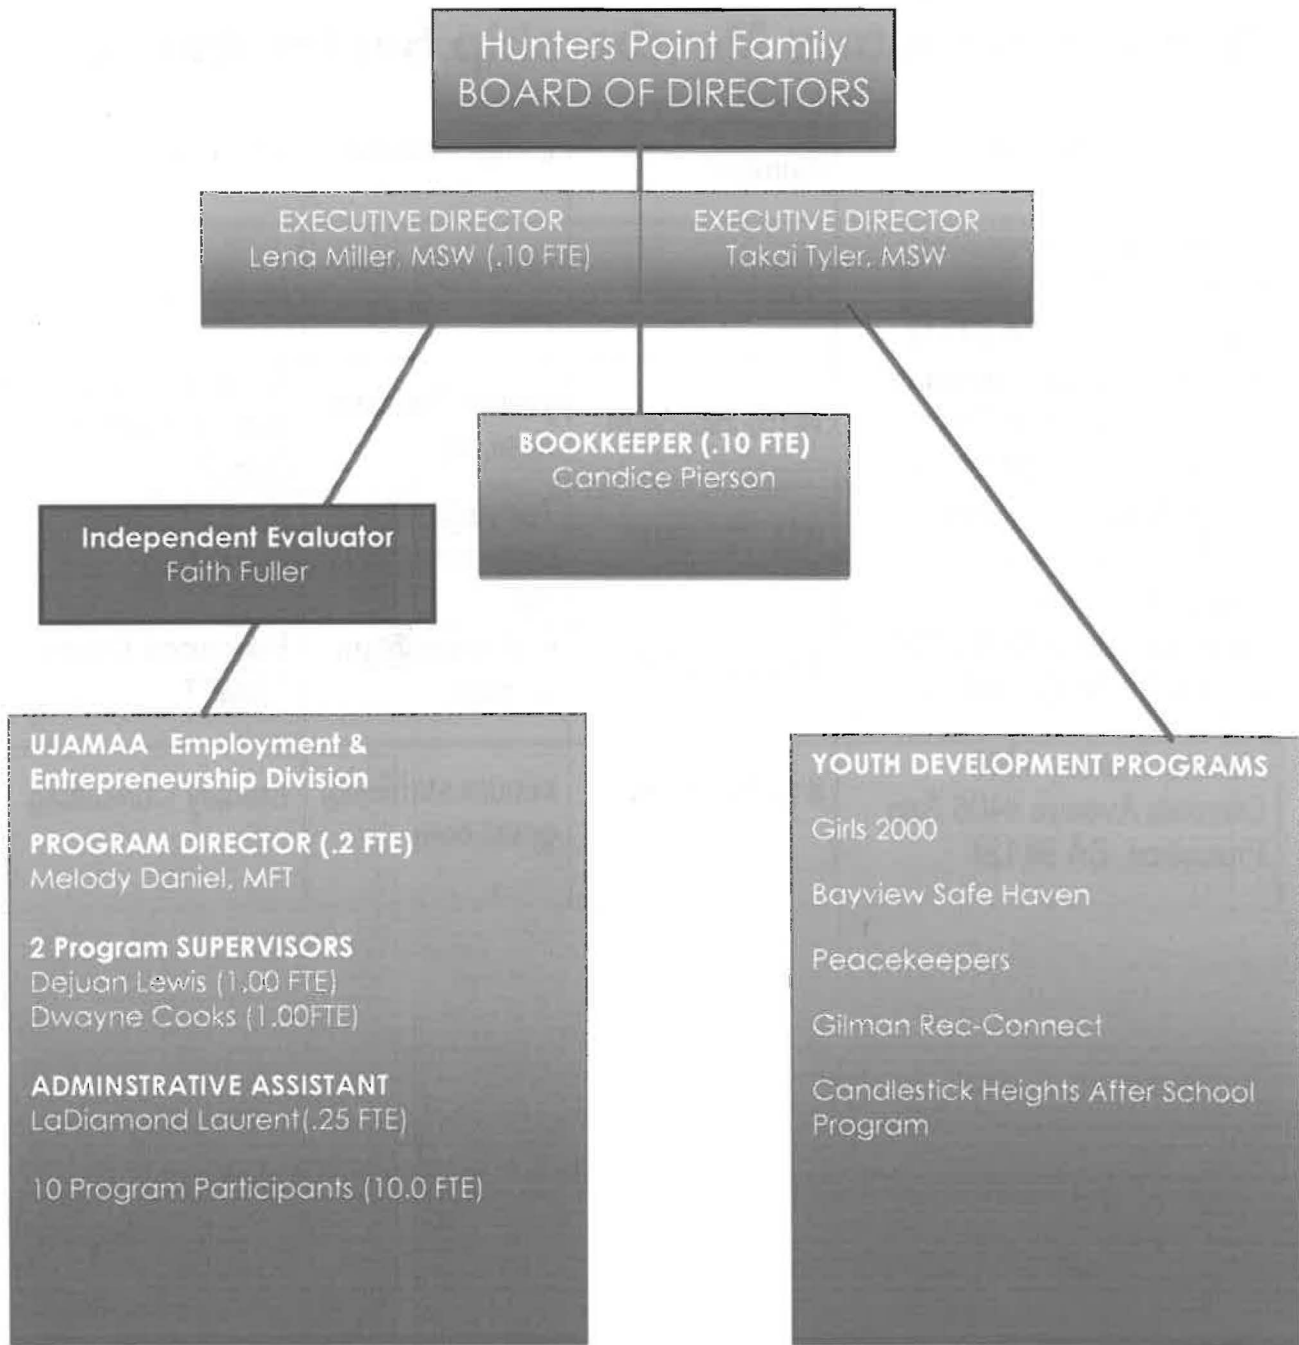 Hunters Point Family
BOARD OF DIRECTORS
EXECUTIVE DIRECTOR
Lena Miller, MSW (.10 FTE)
EXECUTIVE DIRECTOR
Takai Tyler, MSW
BOOKKEEPER (.10 FTE)
Candice Pierson
Independent Evaluator
Faith Fuller
UJAMAA Employment &
Entrepreneurship Division
PROGRAM DIRECTOR (.2 FTE)
Melody Daniel, MFT
2 Program SUPERVISORS
Dejuan Lewis (1.00 FTE)
Dwayne Cooks (1.00FTE)
ADMINSTRATIVE ASSISTANT
LaDiamond Laurent(.25 FTE)
10 Program Participants (10.0 FTE)
YOUTH DEVELOPMENT PROGRAMS
Girls 2000
Bayview Safe Haven
Peacekeepers
Gilman Rec-Connect
Candlestick Heights After School
Program